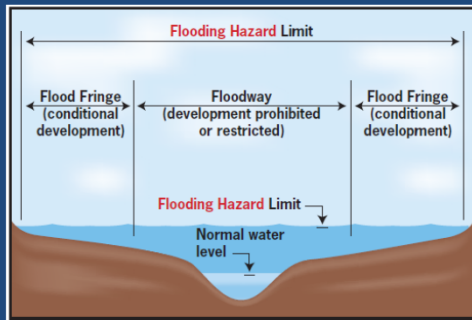 Flooding Hazard Limit
Flood Fringe
(conditional
development)
Floodway
(development prohibited
or restricted)
Flood Fringe
(conditional
development)
Flooding Hazard Limit
Normal water
level